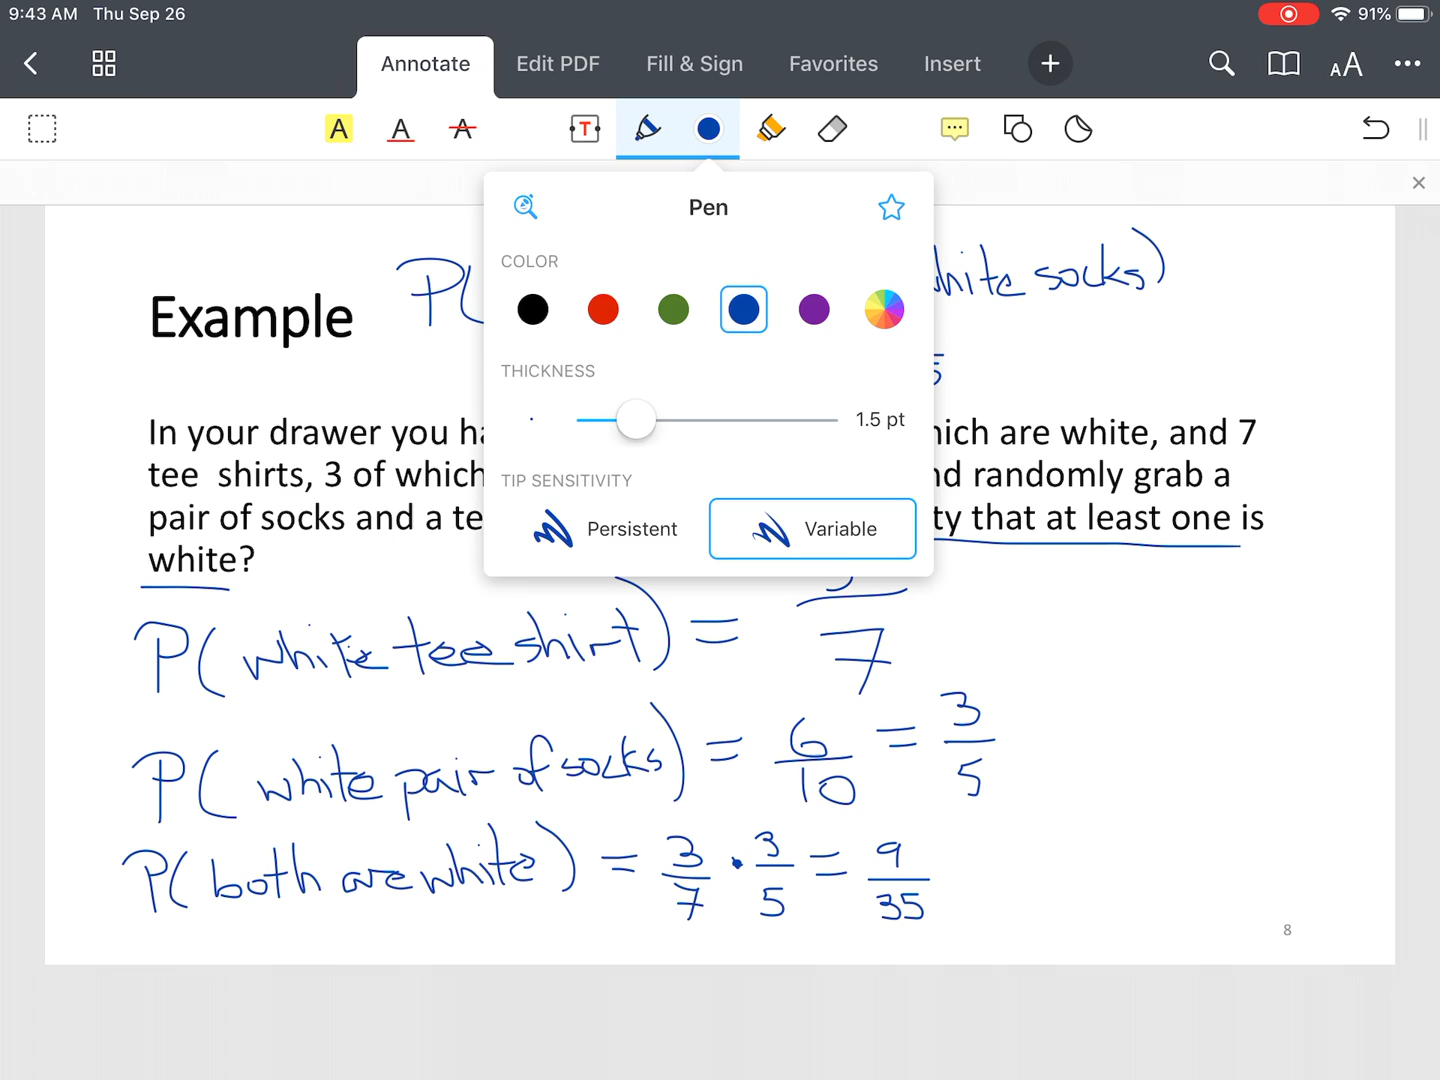 9:43 AM Thu Sep 26 91%
Annotate Edit PDF Fill & Sign Favorites Insert
A A A T
Pen
COLOR
THICKNESS
1.5 pt
TIP SENSITIVITY
Persistent Variable
P( hite socks)
Example
5
In your drawer you ha hich are white, and 7
tee shirts, 3 of which nd randomly grab a
pair of socks and a te ty that at least one is
white?
P(white tee shirt) = 3/7
P(white pair of socks) = 6/10 = 3/5
P(both are white) = 3/7 · 3/5 = 9/35
8